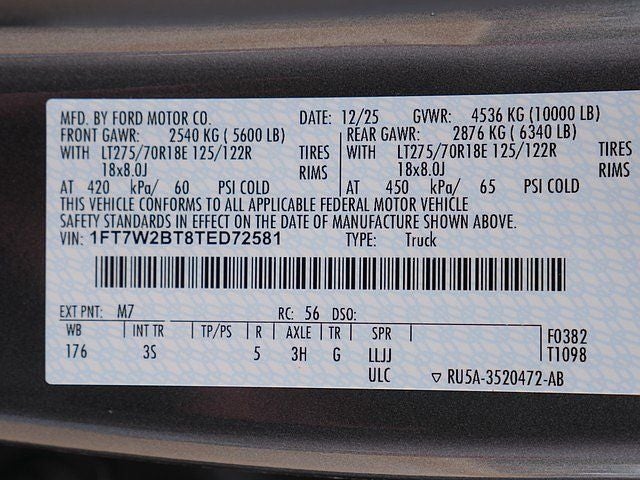 MFD. BY FORD MOTOR CO. DATE: 12/25 GVWR: 4536 KG (10000 LB)
FRONT GAWR: 2540 KG ( 5600 LB) REAR GAWR: 2876 KG ( 6340 LB)
WITH LT275/70R18E 125/122R TIRES WITH LT275/70R18E 125/122R TIRES
18x8.0J RIMS 18x8.0J RIMS
AT 420 kPa/ 60 PSI COLD AT 450 kPa/ 65 PSI COLD
THIS VEHICLE CONFORMS TO ALL APPLICABLE FEDERAL MOTOR VEHICLE
SAFETY STANDARDS IN EFFECT ON THE DATE OF MANUFACTURE SHOWN ABOVE.
VIN: 1FT7W2BT8TED72581 TYPE: Truck
EXT PNT: M7 RC: 56 DSO:
WB INT TR TP/PS R AXLE TR SPR F0382
176 3S 5 3H G LLJJ T1098
ULC ▽ RU5A-3520472-AB